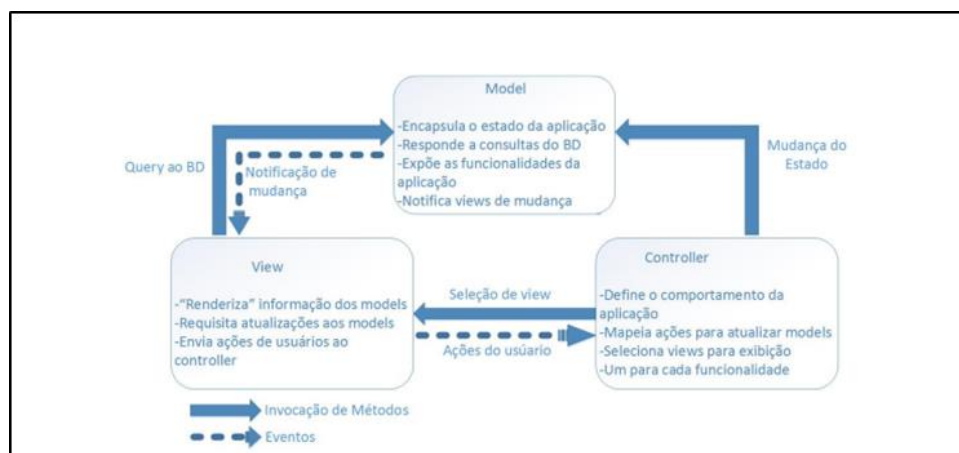 Model
-Encapsula o estado da aplicação
-Responde a consultas do BD
-Expõe as funcionalidades da
aplicação
-Notifica views de mudança
Query ao BD
Notificação de
mudança
Mudança do
Estado
View
-“Renderiza” informação dos models
-Requisita atualizações aos models
-Envia ações de usuários ao
controller
Seleção de view
Ações do usúario
Controller
-Define o comportamento da
aplicação
-Mapeia ações para atualizar models
-Seleciona views para exibição
-Um para cada funcionalidade
Invocação de Métodos
Eventos